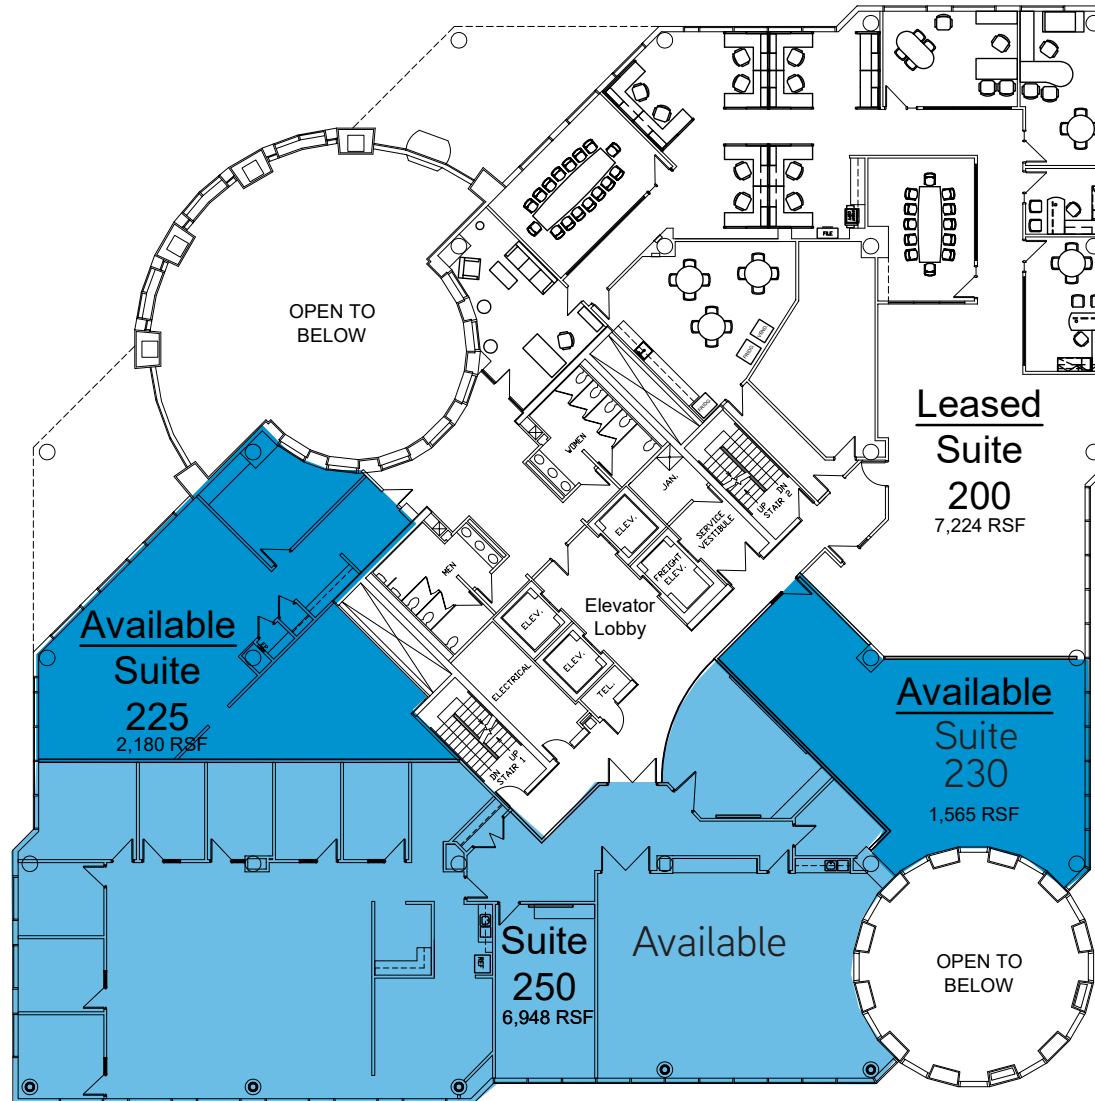 FILE
OPEN TO
BELOW
VEND
Leased
Suite
200
7,224 RSF
WOMEN
JAN.
DN
UP
STAIR 2
SERVICE
VESTIBULE
ELEV.
FREIGHT
ELEV.
MEN
ELEV.
Elevator
Lobby
ELEV.
TEL.
ELECTRICAL
UP
DN
STAIR 1
Available
Suite
225
2,180 RSF
Available
Suite
230
1,565 RSF
Suite
250
6,948 RSF
Available
REF
OPEN TO
BELOW